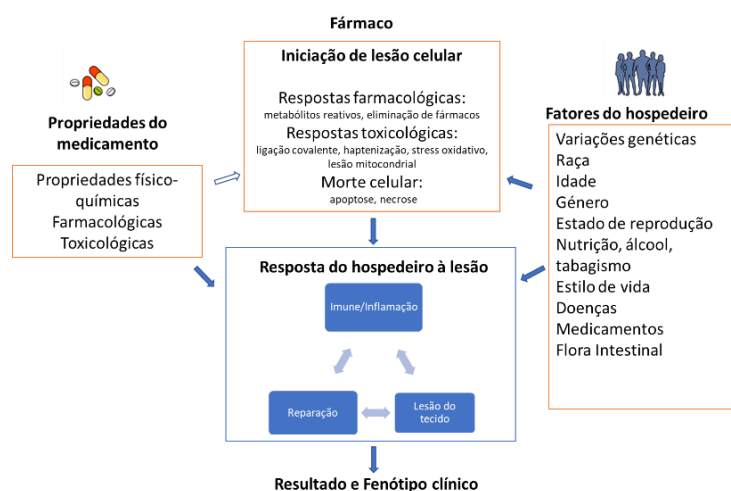 Fármaco
Iniciação de lesão celular
Respostas farmacológicas:
metabólitos reativos, eliminação de fármacos
Respostas toxicológicas:
ligação covalente, haptenização, stress oxidativo,
lesão mitocondrial
Morte celular:
apoptose, necrose
Propriedades do
medicamento
Propriedades físico-
químicas
Farmacológicas
Toxicológicas
Fatores do hospedeiro
Variações genéticas
Raça
Idade
Género
Estado de reprodução
Nutrição, álcool,
tabagismo
Estilo de vida
Doenças
Medicamentos
Flora Intestinal
Resposta do hospedeiro à lesão
Imune/Inflamação
Reparação
Lesão do
tecido
Resultado e Fenótipo clínico